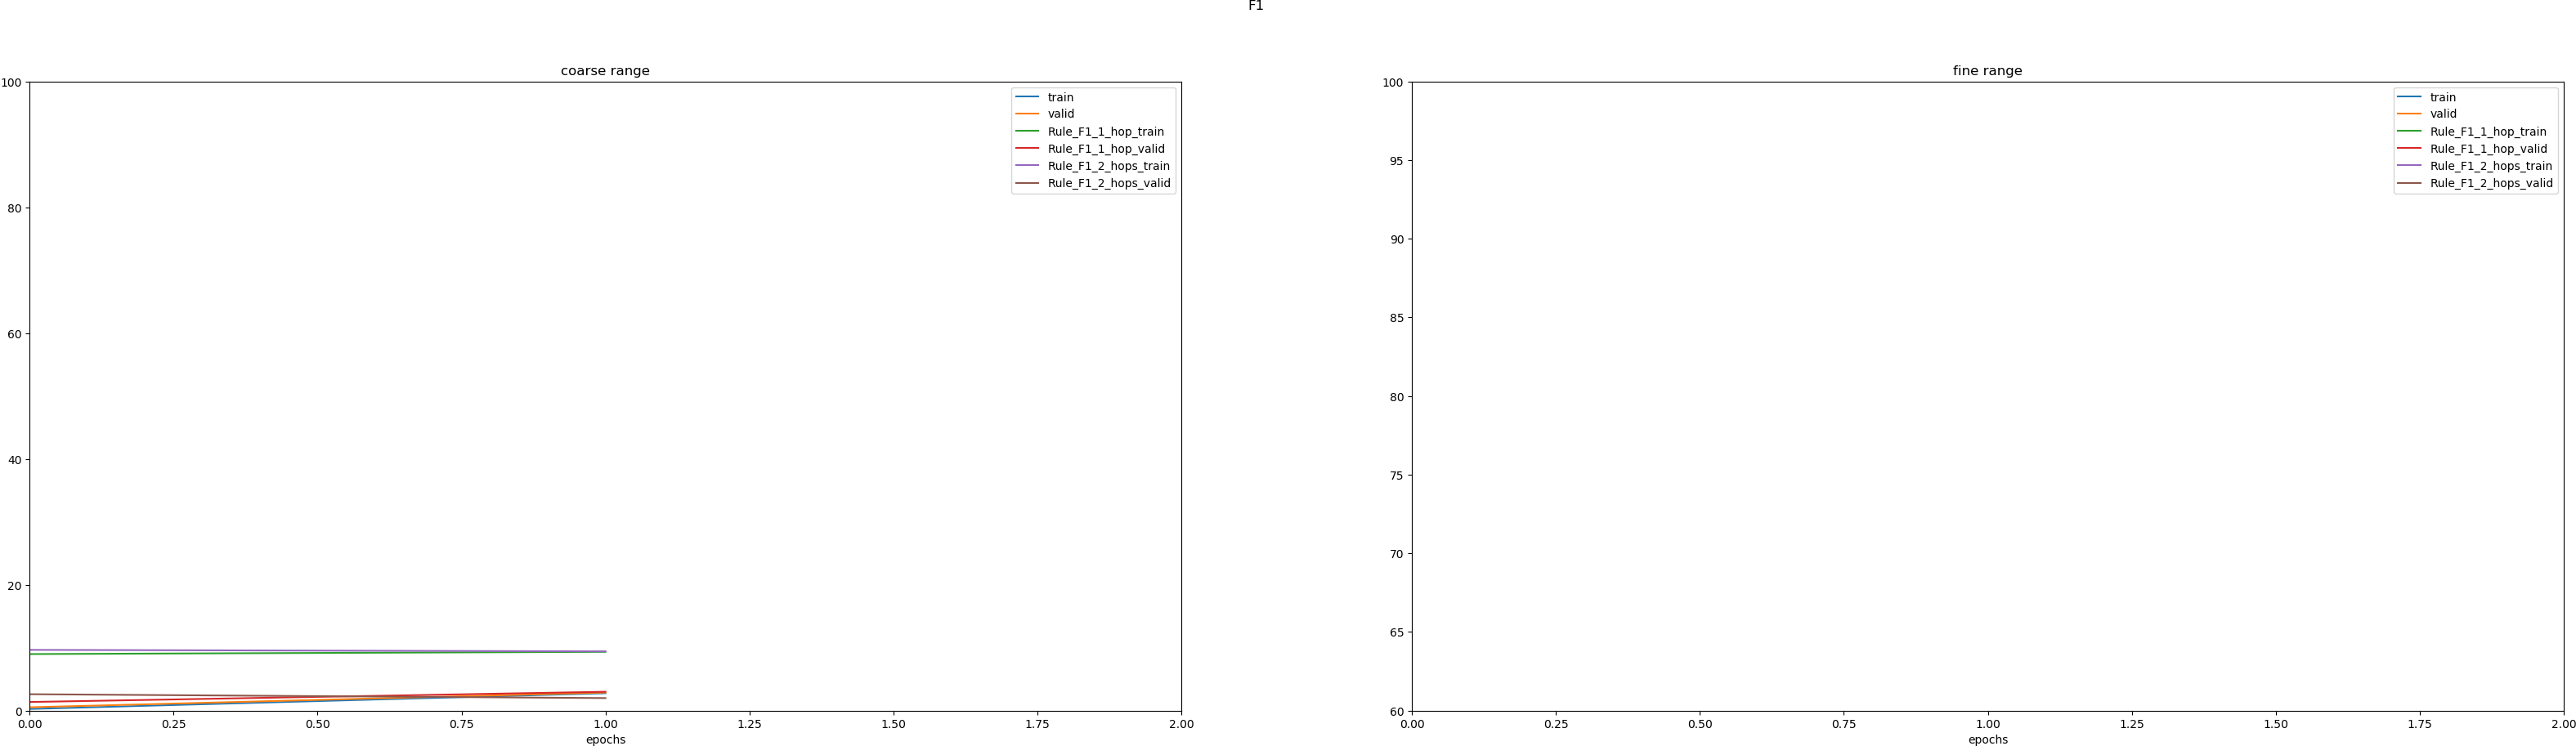 F1
coarse range
100
80
60
40
20
0
train
valid
Rule_F1_1_hop_train
Rule_F1_1_hop_valid
Rule_F1_2_hops_train
Rule_F1_2_hops_valid
0.00 0.25 0.50 0.75 1.00 1.25 1.50 1.75 2.00
epochs
fine range
100
95
90
85
80
75
70
65
60
train
valid
Rule_F1_1_hop_train
Rule_F1_1_hop_valid
Rule_F1_2_hops_train
Rule_F1_2_hops_valid
0.00 0.25 0.50 0.75 1.00 1.25 1.50 1.75 2.00
epochs